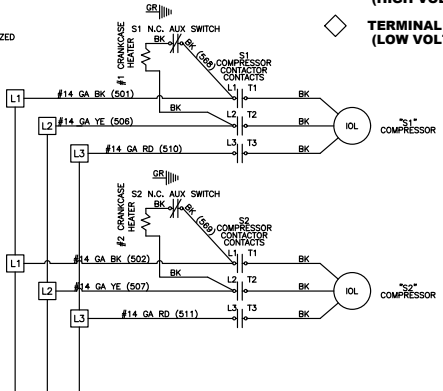 (HIGH VOL
TERMINAL
(LOW VOL
ZED
GR
S1 N.C. AUX SWITCH
BK
BK (568)
#1 CRANKCASE
HEATER
S1
COMPRESSOR
CONTACTOR
CONTACTS
L1 #14 GA BK (501) L1 T1 BK
BK
L2 #14 GA YE (506) L2 T2 BK IOL "S1"
COMPRESSOR
L3 #14 GA RD (510) L3 T3 BK
GR
S2 N.C. AUX SWITCH
BK
BK (569)
#2 CRANKCASE
HEATER
S2
COMPRESSOR
CONTACTOR
CONTACTS
L1 #14 GA BK (502) L1 T1 BK
BK
L2 #14 GA YE (507) L2 T2 BK IOL "S2"
COMPRESSOR
L3 #14 GA RD (511) L3 T3 BK